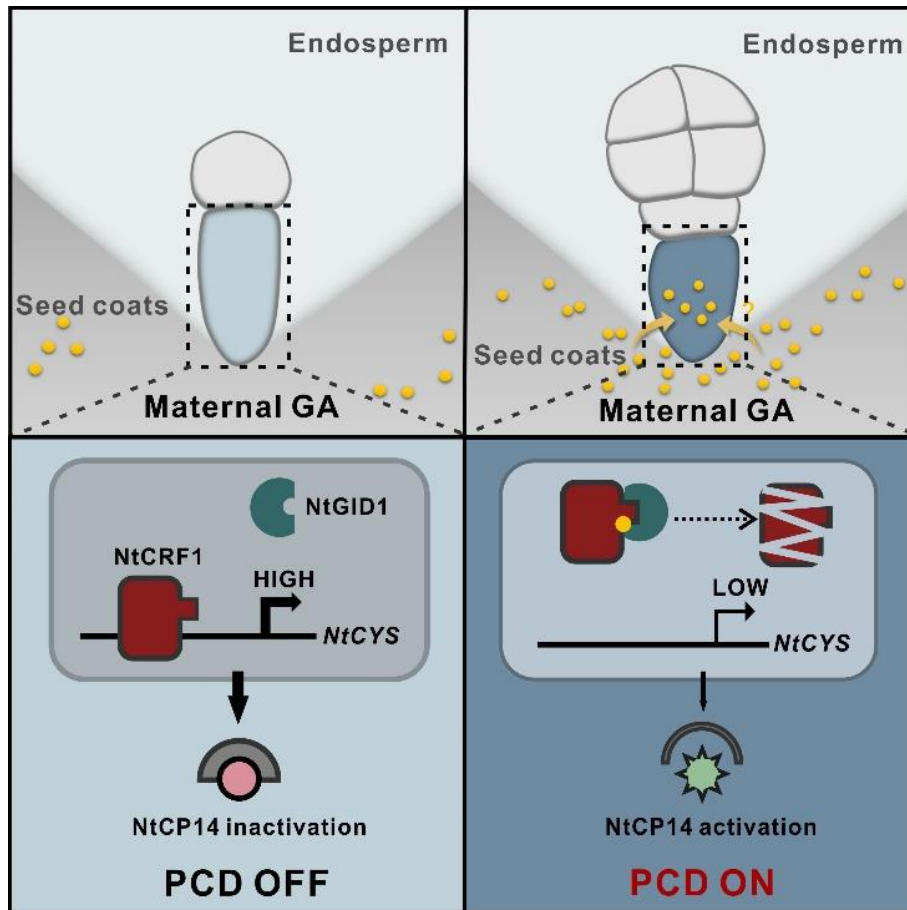 Endosperm
Seed coats
Maternal GA
Endosperm
?
Seed coats
Maternal GA
NtGID1
NtCRF1
HIGH
NtCYS
NtCP14 inactivation
PCD OFF
LOW
NtCYS
NtCP14 activation
PCD ON